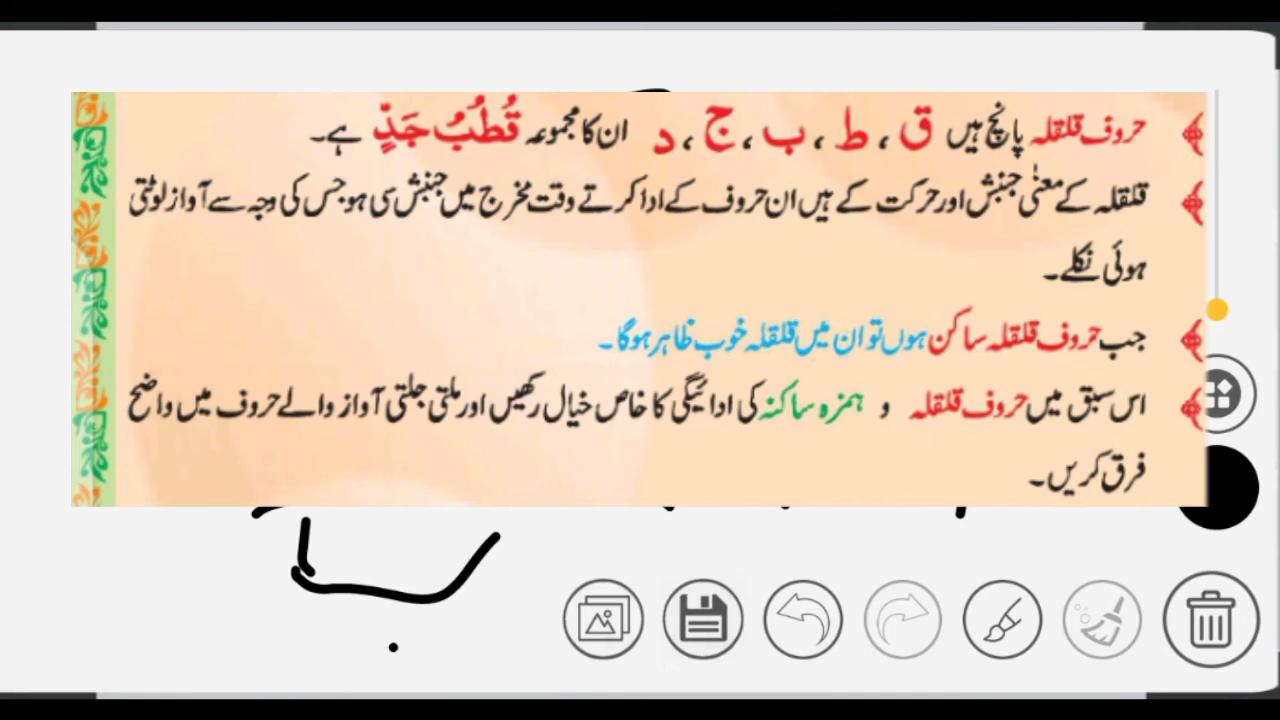 حروف قلقلہ پانچ ہیں ق ، ط ، ب ، ج ، د ان کا مجموعہ قُطْبُ جَدٍّ ہے۔
قلقلہ کے معنٰی جنبش اور حرکت کے ہیں ان حروف کے ادا کرتے وقت مخرج میں جنبش سی ہو جس کی وجہ سے آواز لوٹتی
ہوئی نکلے۔
جب حروف قلقلہ ساکن ہوں تو ان میں قلقلہ خوب ظاہر ہوگا۔
اس سبق میں حروف قلقلہ و ہمزہ ساکنہ کی ادائیگی کا خاص خیال رکھیں اور ملتی جلتی آواز والے حروف میں واضح
فرق کریں۔